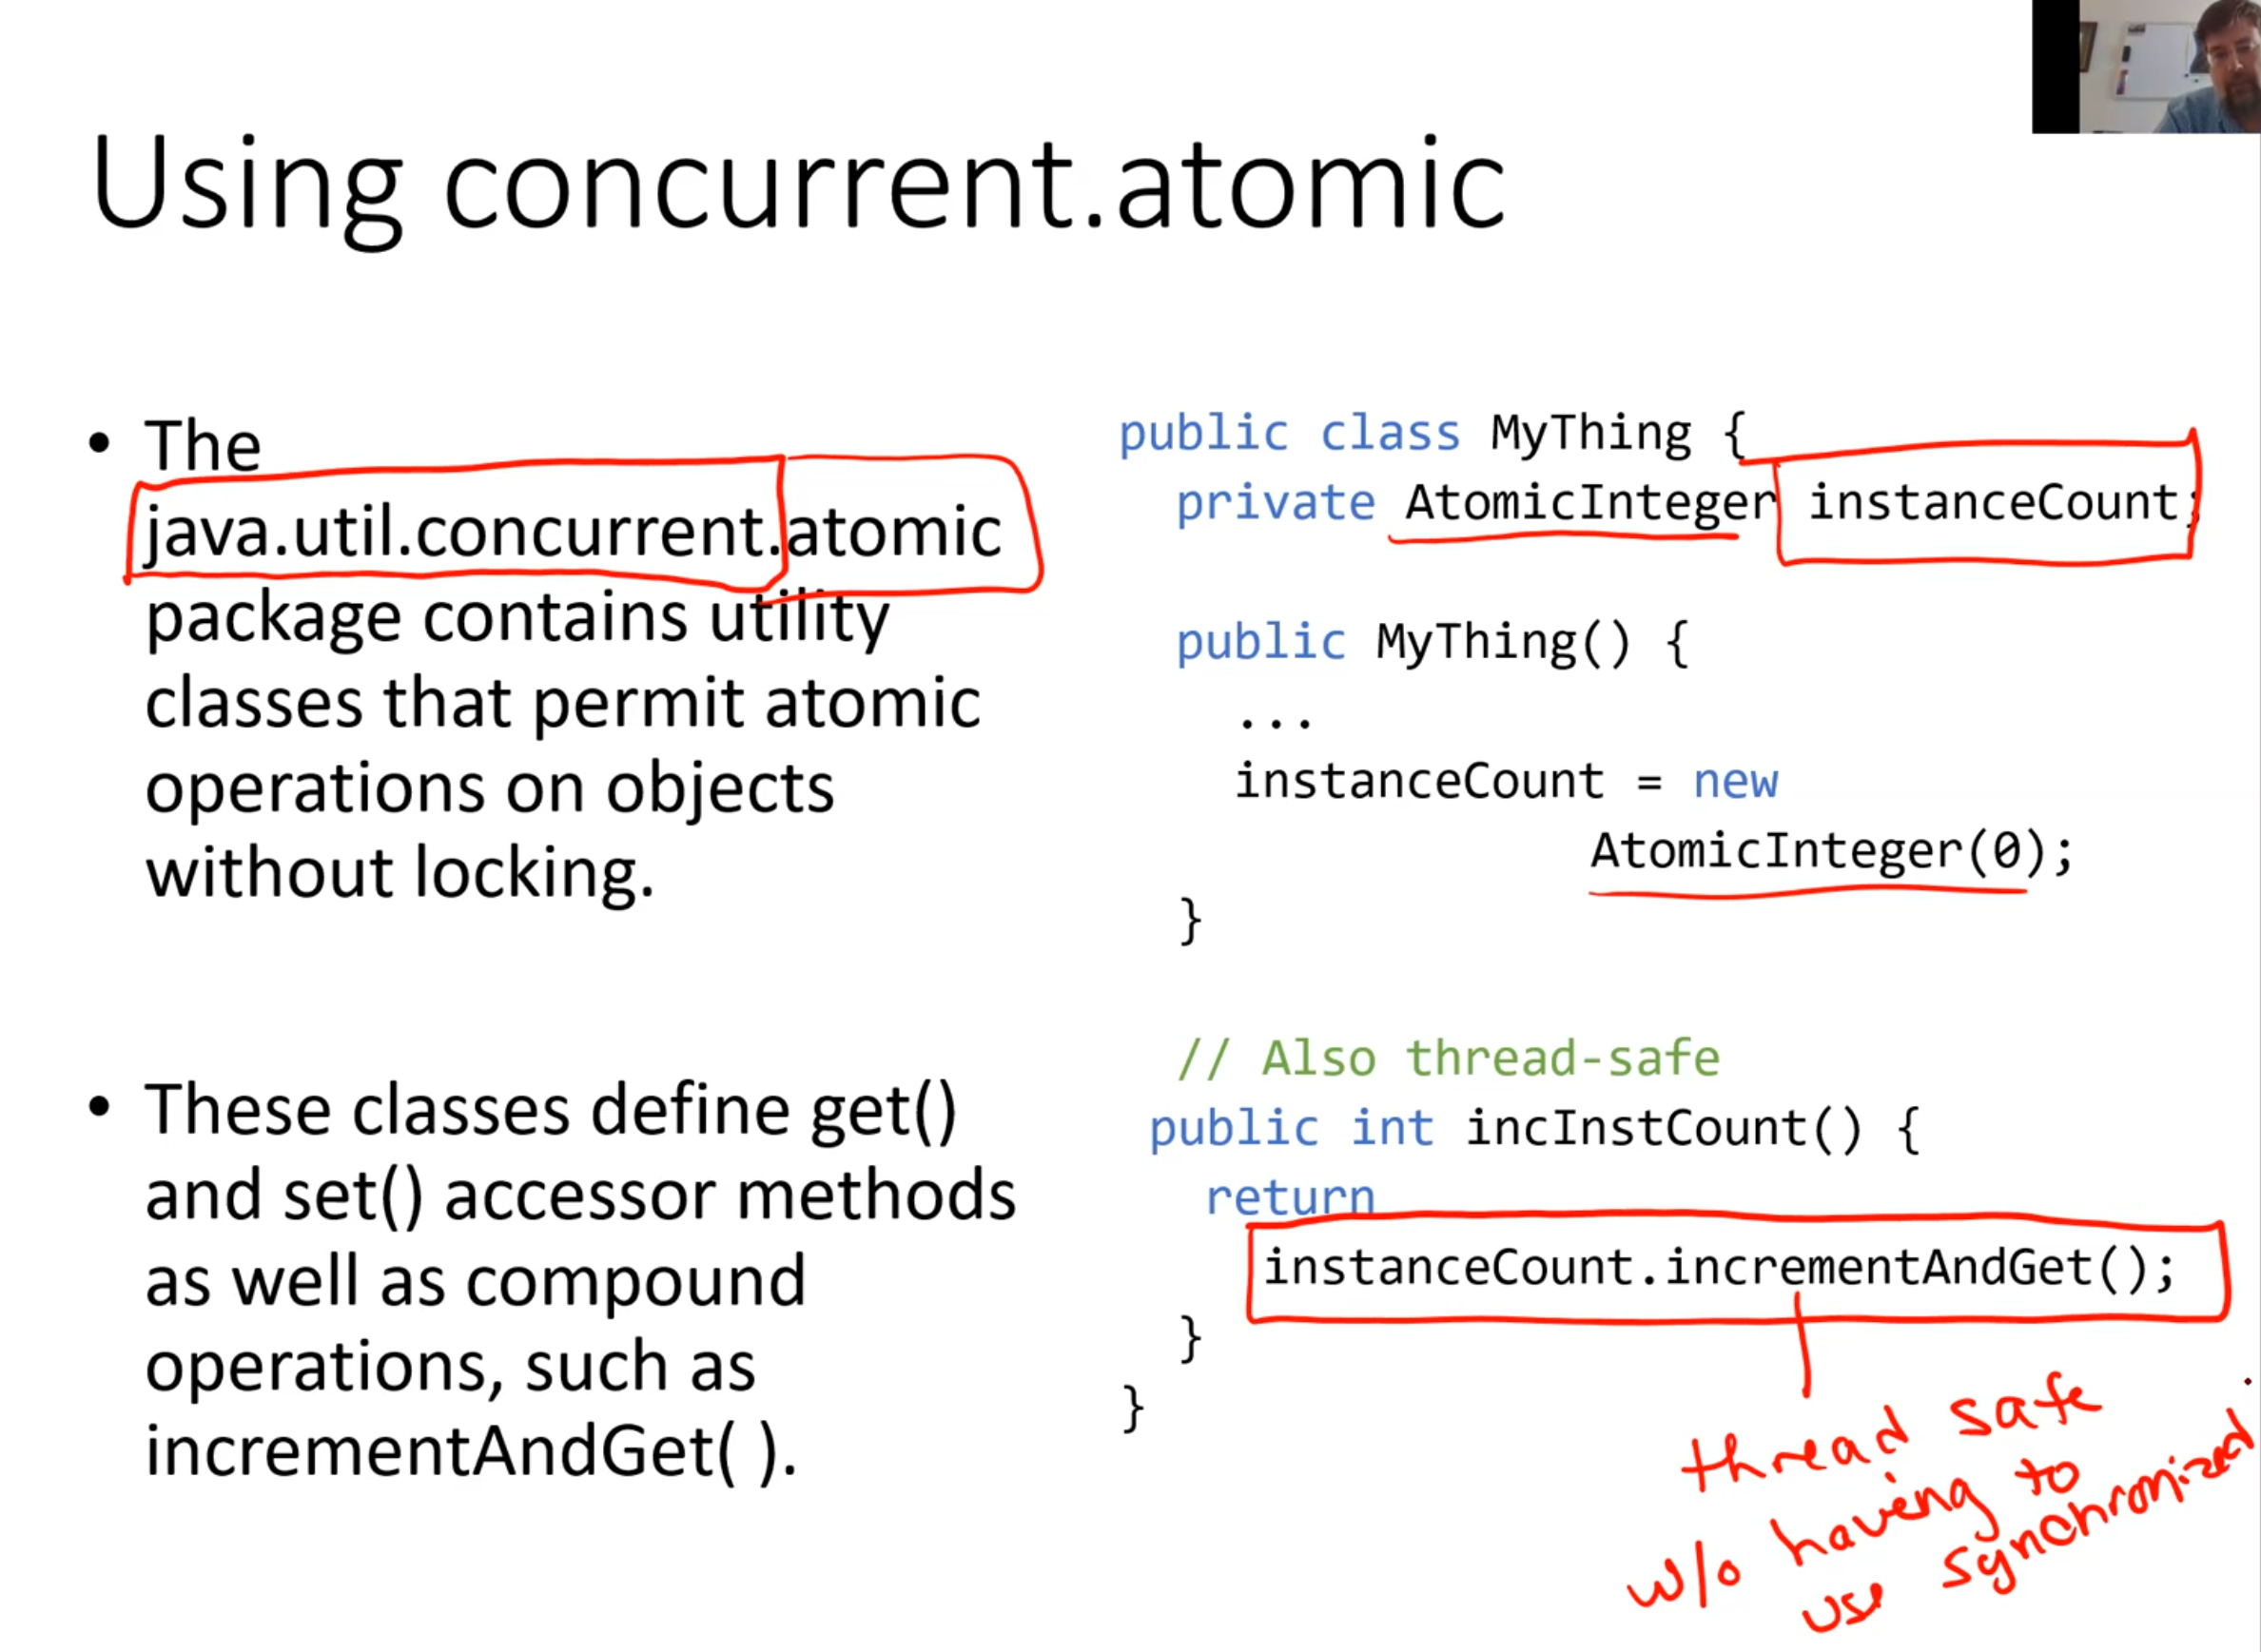 Using concurrent.atomic
• The
java.util.concurrent.atomic
package contains utility
classes that permit atomic
operations on objects
without locking.
• These classes define get()
and set() accessor methods
as well as compound
operations, such as
incrementAndGet( ).
public class MyThing {
private AtomicInteger instanceCount;
public MyThing() {
...
instanceCount = new
AtomicInteger(0);
}
// Also thread-safe
public int incInstCount() {
return
instanceCount.incrementAndGet();
}
}
thread safe
w/o having to
use synchronized